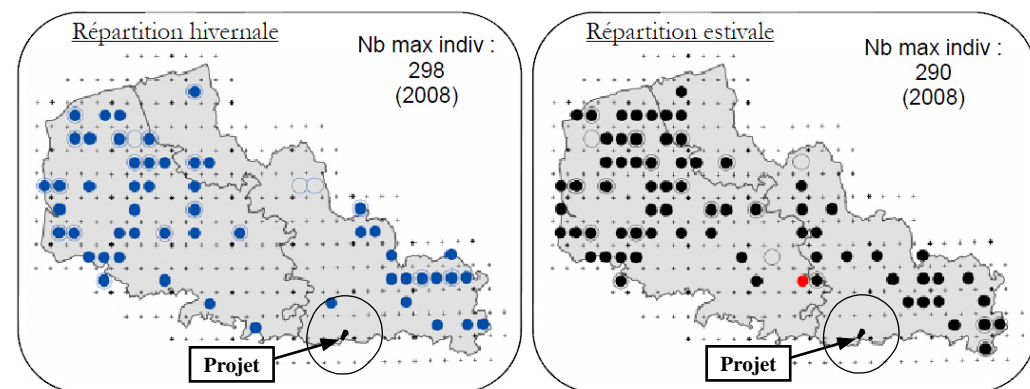 Répartition hivernale
Nb max indiv :
298
(2008)
Projet
Répartition estivale
Nb max indiv :
290
(2008)
Projet